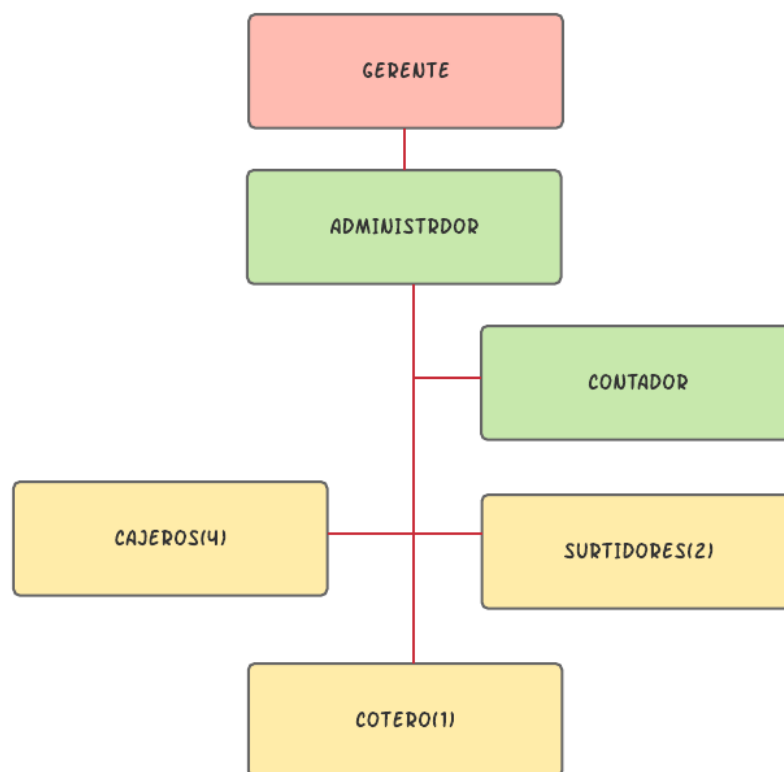 GERENTE
ADMINISTRDOR
CONTADOR
CAJEROS(4)
SURTIDORES(2)
COTERO(1)